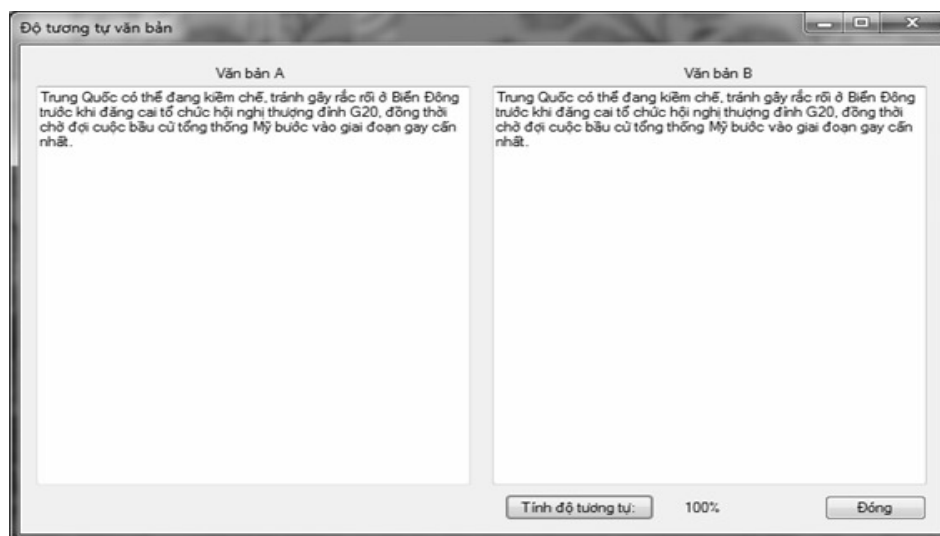 Độ tương tự văn bản
Văn bản A
Trung Quốc có thể đang kiềm chế, tránh gây rắc rối ở Biển Đông
trước khi đăng cai tổ chức hội nghị thượng đỉnh G20, đồng thời
chờ đợi cuộc bầu cử tổng thống Mỹ bước vào giai đoạn gay cấn
nhất.
Văn bản B
Trung Quốc có thể đang kiềm chế, tránh gây rắc rối ở Biển Đông
trước khi đăng cai tổ chức hội nghị thượng đỉnh G20, đồng thời
chờ đợi cuộc bầu cử tổng thống Mỹ bước vào giai đoạn gay cấn
nhất.
Tính độ tương tự:
100%
Đóng